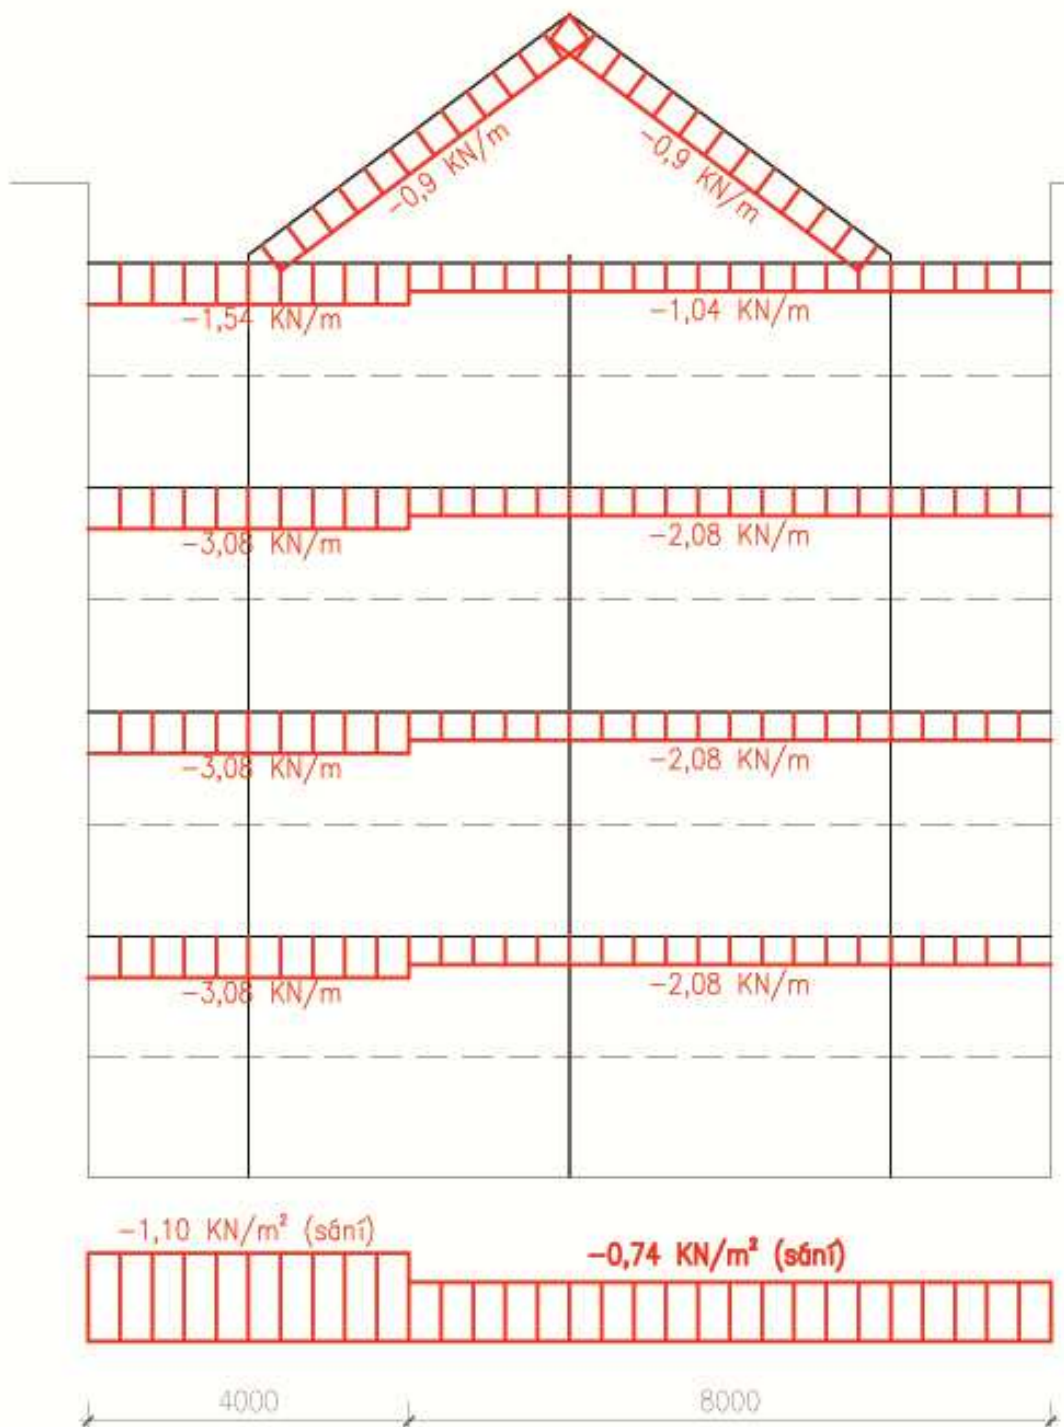 -0,9 KN/m
-0,9 KN/m
-1,54 KN/m
-1,04 KN/m
-3,08 KN/m
-2,08 KN/m
-3,08 KN/m
-2,08 KN/m
-3,08 KN/m
-2,08 KN/m
-1,10 KN/m² (sání)
-0,74 KN/m² (sání)
4000
8000